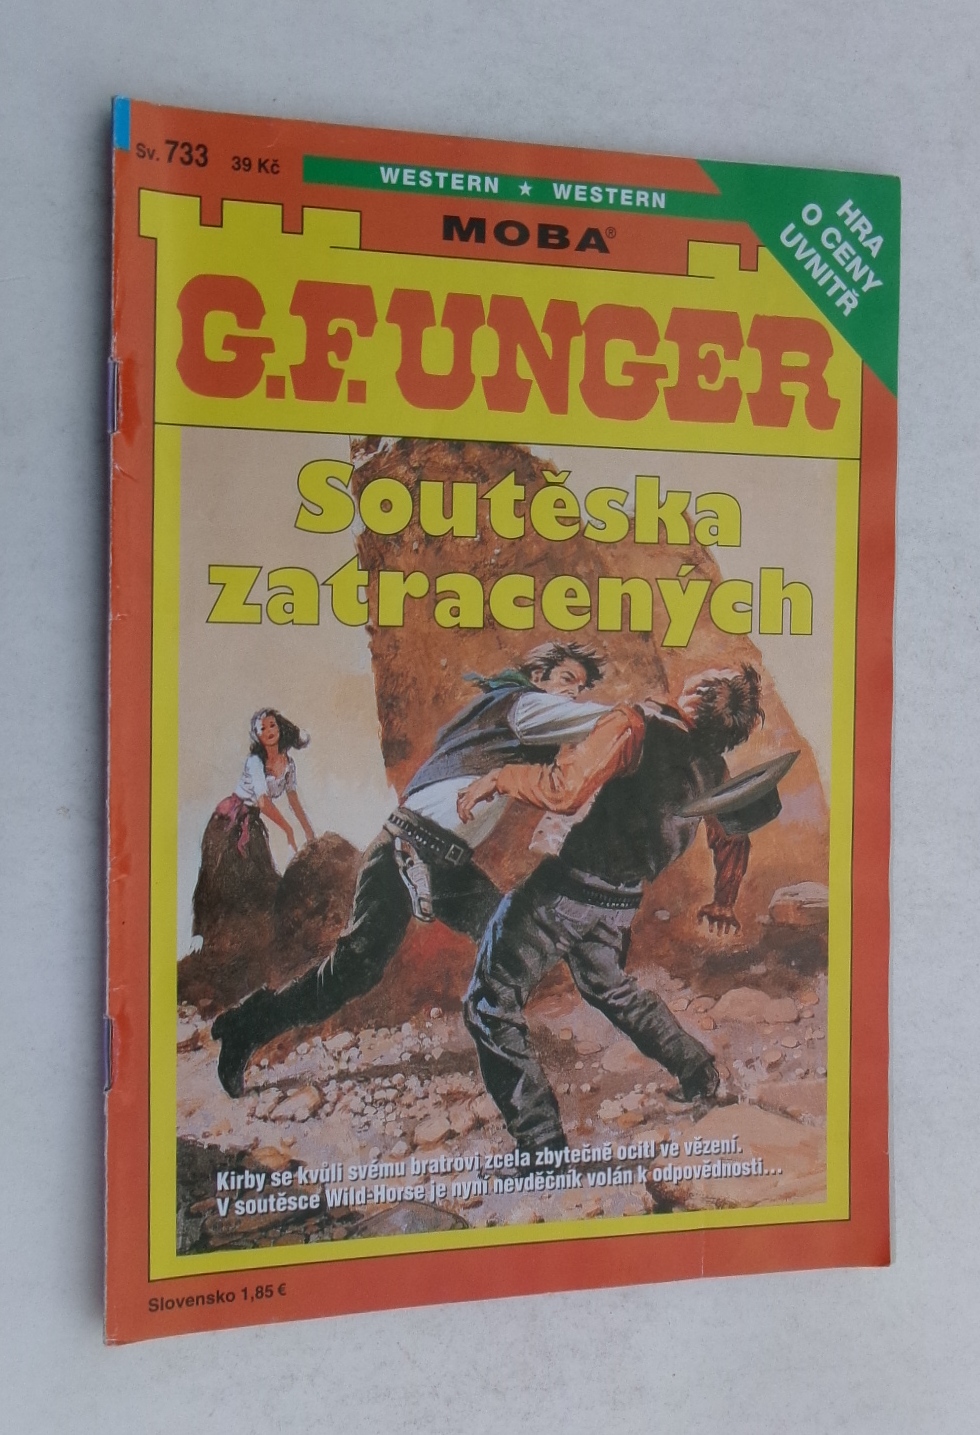 Sv. 733 39 Kč
WESTERN ★ WESTERN
HRA
O CENY
UVNITŘ
MOBA®
G.F. UNGER
Soutěska
zatracených
Kirby se kvůli svému bratrovi zcela zbytečně ocitl ve vězení.
V soutěsce Wild-Horse je nyní nevděčník volán k odpovědnosti...
Slovensko 1,85 €